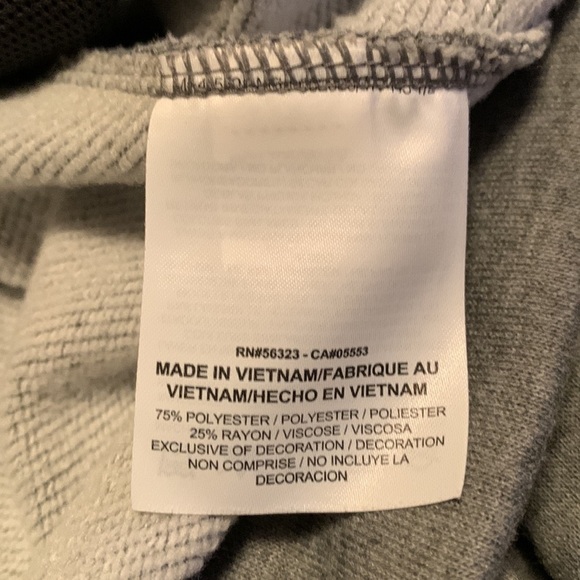 RN#56323 - CA#05553
MADE IN VIETNAM/FABRIQUE AU
VIETNAM/HECHO EN VIETNAM
75% POLYESTER / POLYESTER / POLIESTER
25% RAYON / VISCOSE / VISCOSA
EXCLUSIVE OF DECORATION / DECORATION
NON COMPRISE / NO INCLUYE LA
DECORACION